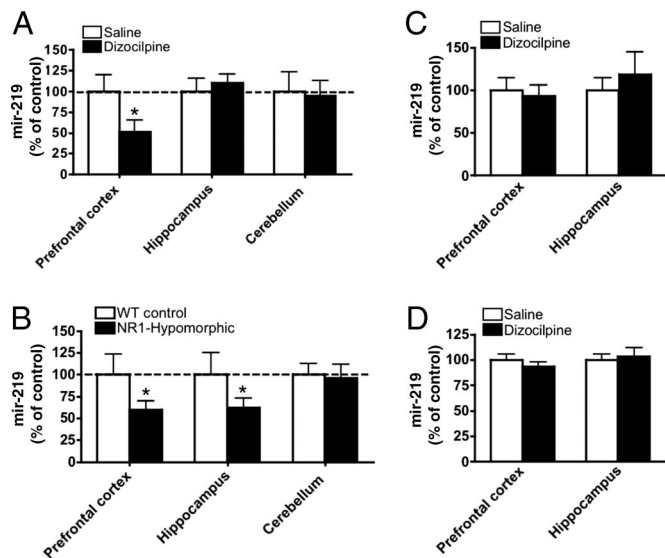 A
Saline
Dizocilpine
mir-219
(% of control)
125
100
75
50
25
0
*
Prefrontal cortex
Hippocampus
Cerebellum
B
WT control
NR1-Hypomorphic
mir-219
(% of control)
150
125
100
75
50
25
0
*
*
Prefrontal cortex
Hippocampus
Cerebellum
C
Saline
Dizocilpine
mir-219
(% of control)
150
100
50
0
Prefrontal cortex
Hippocampus
D
Saline
Dizocilpine
mir-219
(% of control)
125
100
75
50
25
0
Prefrontal cortex
Hippocampus